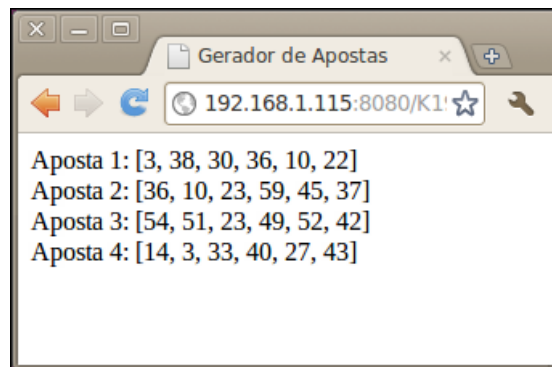 Gerador de Apostas
192.168.1.115:8080/K1
Aposta 1: [3, 38, 30, 36, 10, 22]
Aposta 2: [36, 10, 23, 59, 45, 37]
Aposta 3: [54, 51, 23, 49, 52, 42]
Aposta 4: [14, 3, 33, 40, 27, 43]